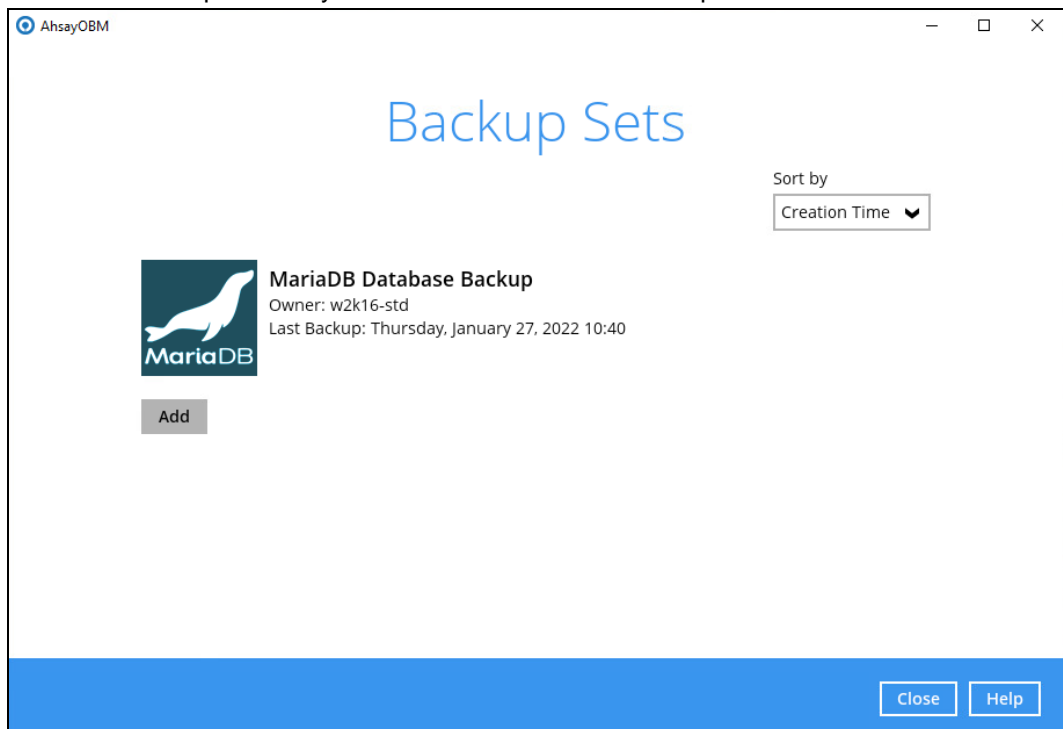 AhsayOBM
Backup Sets
Sort by
Creation Time
MariaDB Database Backup
Owner: w2k16-std
Last Backup: Thursday, January 27, 2022 10:40
MariaDB
Add
Close Help